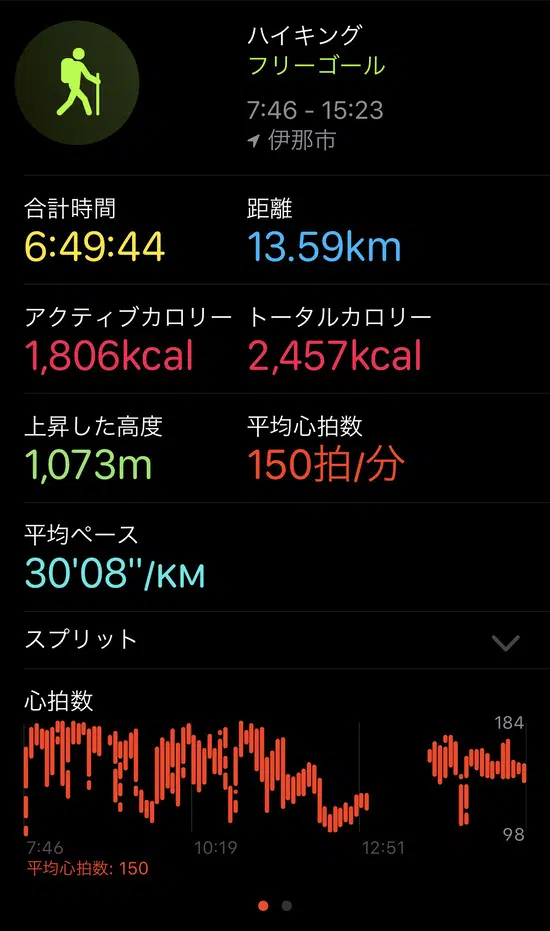 ハイキング
フリーゴール
7:46 - 15:23
伊那市
合計時間 距離
6:49:44 13.59km
アクティブカロリー トータルカロリー
1,806kcal 2,457kcal
上昇した高度 平均心拍数
1,073m 150拍/分
平均ペース
30'08"/KM
スプリット
心拍数
184
98
7:46 10:19 12:51
平均心拍数: 150